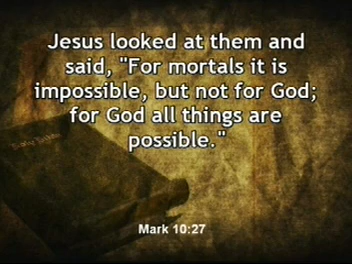 Jesus looked at them and
said, "For mortals it is
impossible, but not for God;
for God all things are
possible."
Mark 10:27